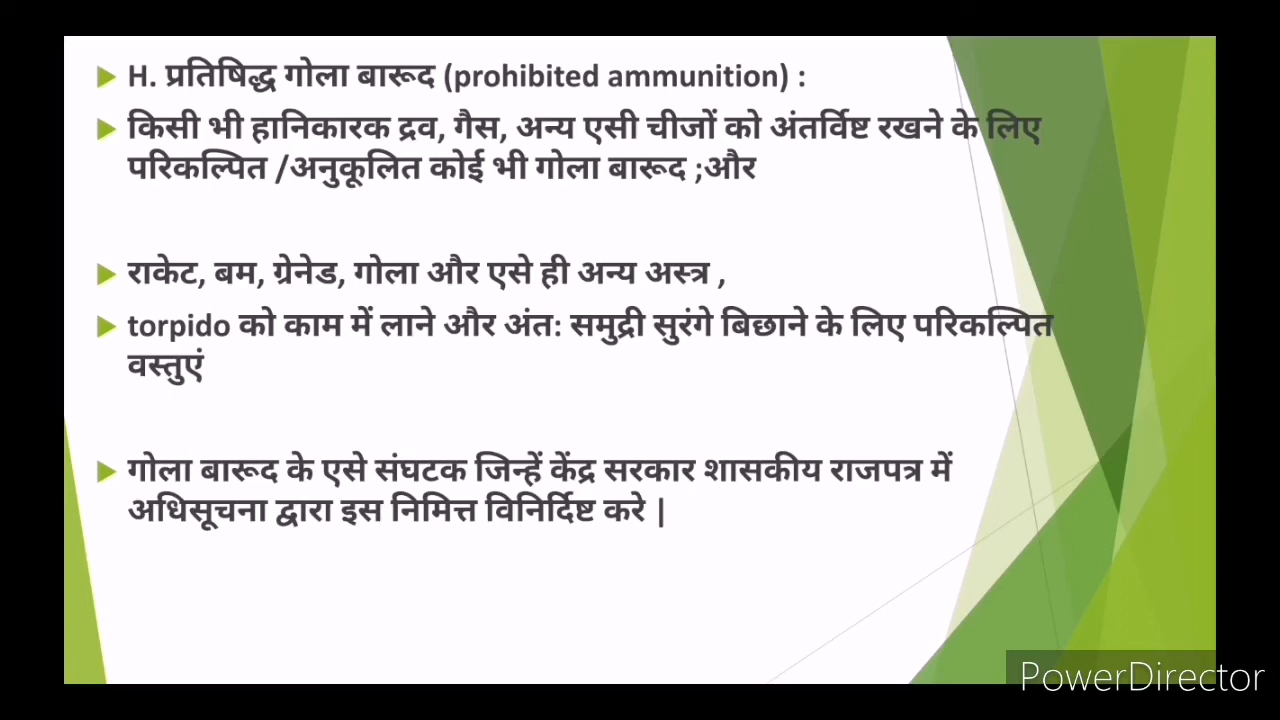 H. प्रतिषिद्ध गोला बारूद (prohibited ammunition) :
किसी भी हानिकारक द्रव, गैस, अन्य एसी चीजों को अंतर्विष्ट रखने के लिए
परिकल्पित /अनुकूलित कोई भी गोला बारूद ;और
राकेट, बम, ग्रेनेड, गोला और एसे ही अन्य अस्त्र ,
torpido को काम में लाने और अंत: समुद्री सुरंगे बिछाने के लिए परिकल्पित
वस्तुएं
गोला बारूद के एसे संघटक जिन्हें केंद्र सरकार शासकीय राजपत्र में
अधिसूचना द्वारा इस निमित्त विनिर्दिष्ट करे |
PowerDirector